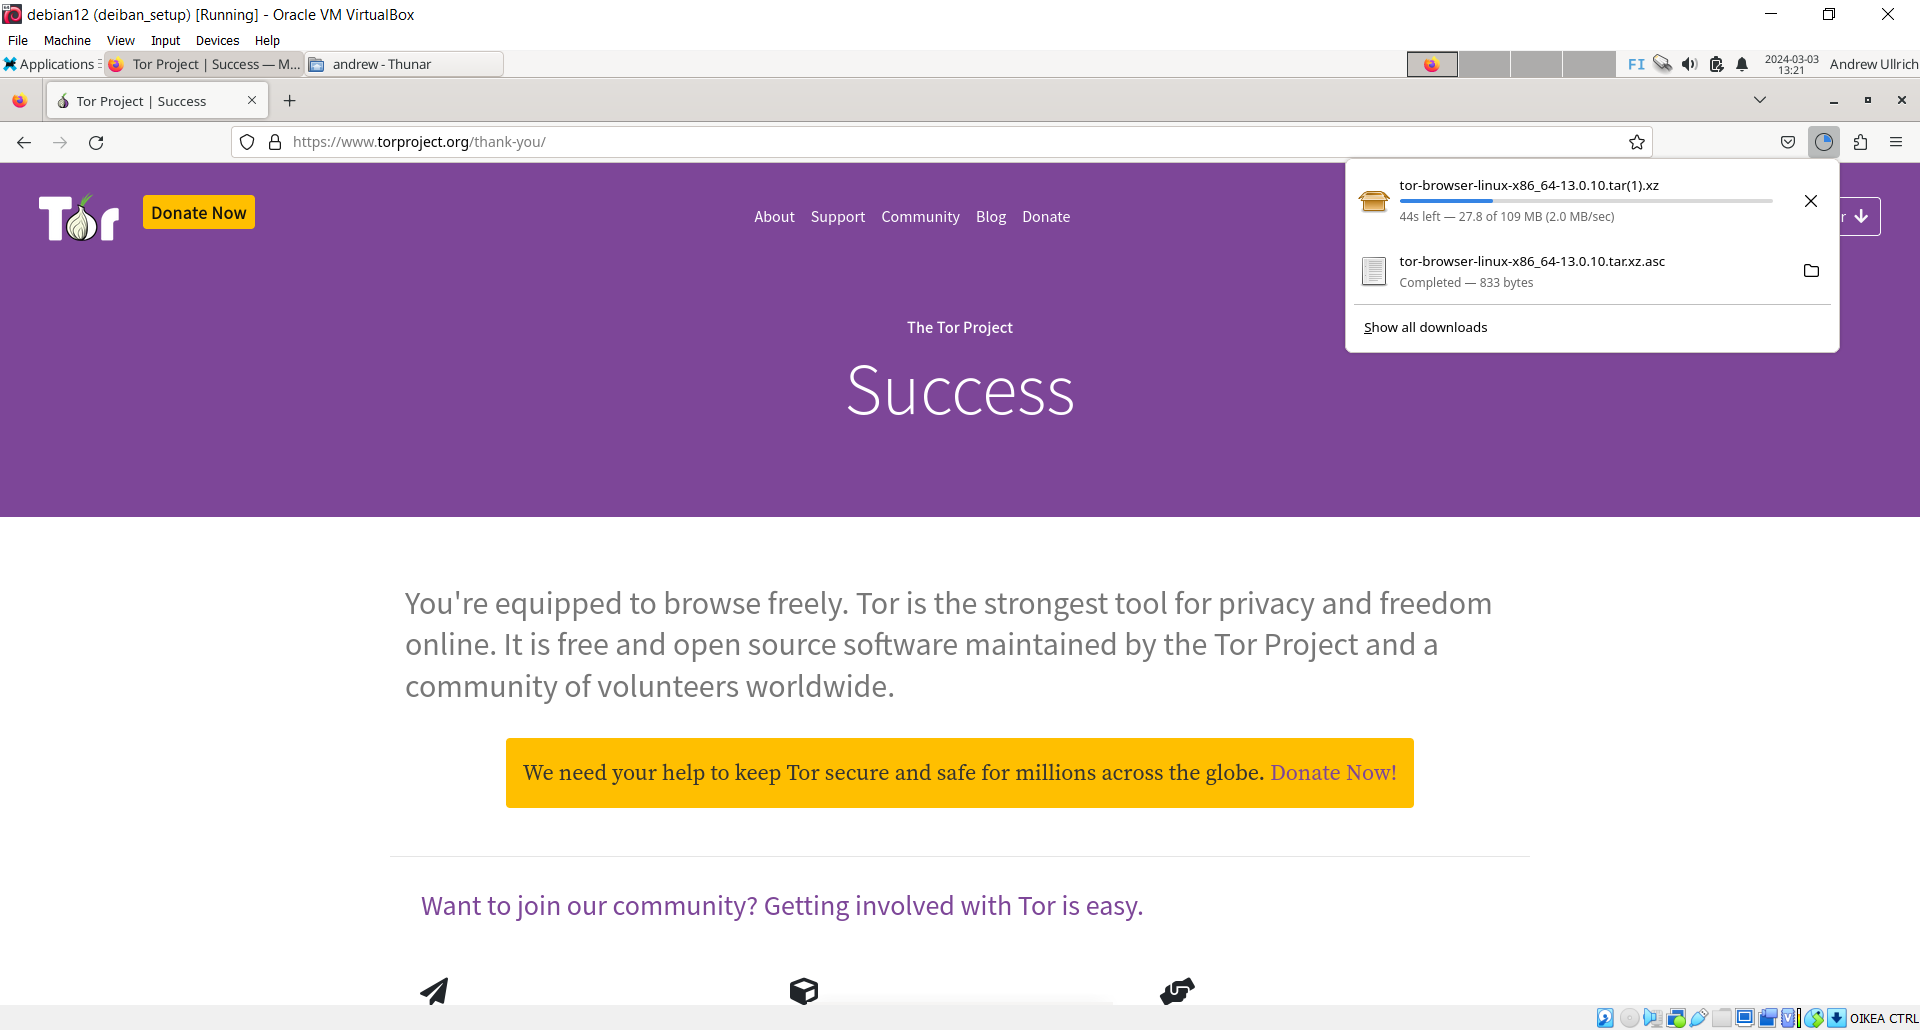 debian12 (deiban_setup) [Running] - Oracle VM VirtualBox
File Machine View Input Devices Help
Applications Tor Project | Success — M... andrew - Thunar FI 2024-03-03 13:21 Andrew Ullrich
Tor Project | Success
https://www.torproject.org/thank-you/
tor-browser-linux-x86_64-13.0.10.tar(1).xz
44s left — 27.8 of 109 MB (2.0 MB/sec)
tor-browser-linux-x86_64-13.0.10.tar.xz.asc
Completed — 833 bytes
Show all downloads
Tor Donate Now About Support Community Blog Donate r
The Tor Project
Success
You're equipped to browse freely. Tor is the strongest tool for privacy and freedom
online. It is free and open source software maintained by the Tor Project and a
community of volunteers worldwide.
We need your help to keep Tor secure and safe for millions across the globe. Donate Now!
Want to join our community? Getting involved with Tor is easy.
OIKEA CTRL